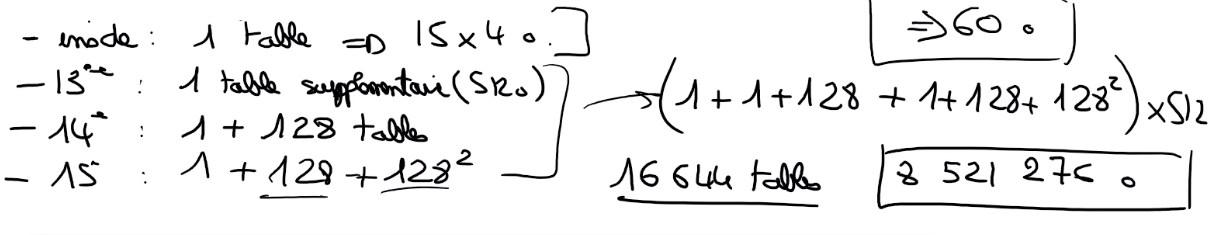 - inode : 1 table => 15 x 4 o. ] => 60 o
- 13ème : 1 table supplémentaire (512o)
- 14e : 1 + 128 tables
- 15 : 1 + 128 + 128² → (1 + 1 + 128 + 1 + 128 + 128²) x 512
16 644 tables 8 521 276 o